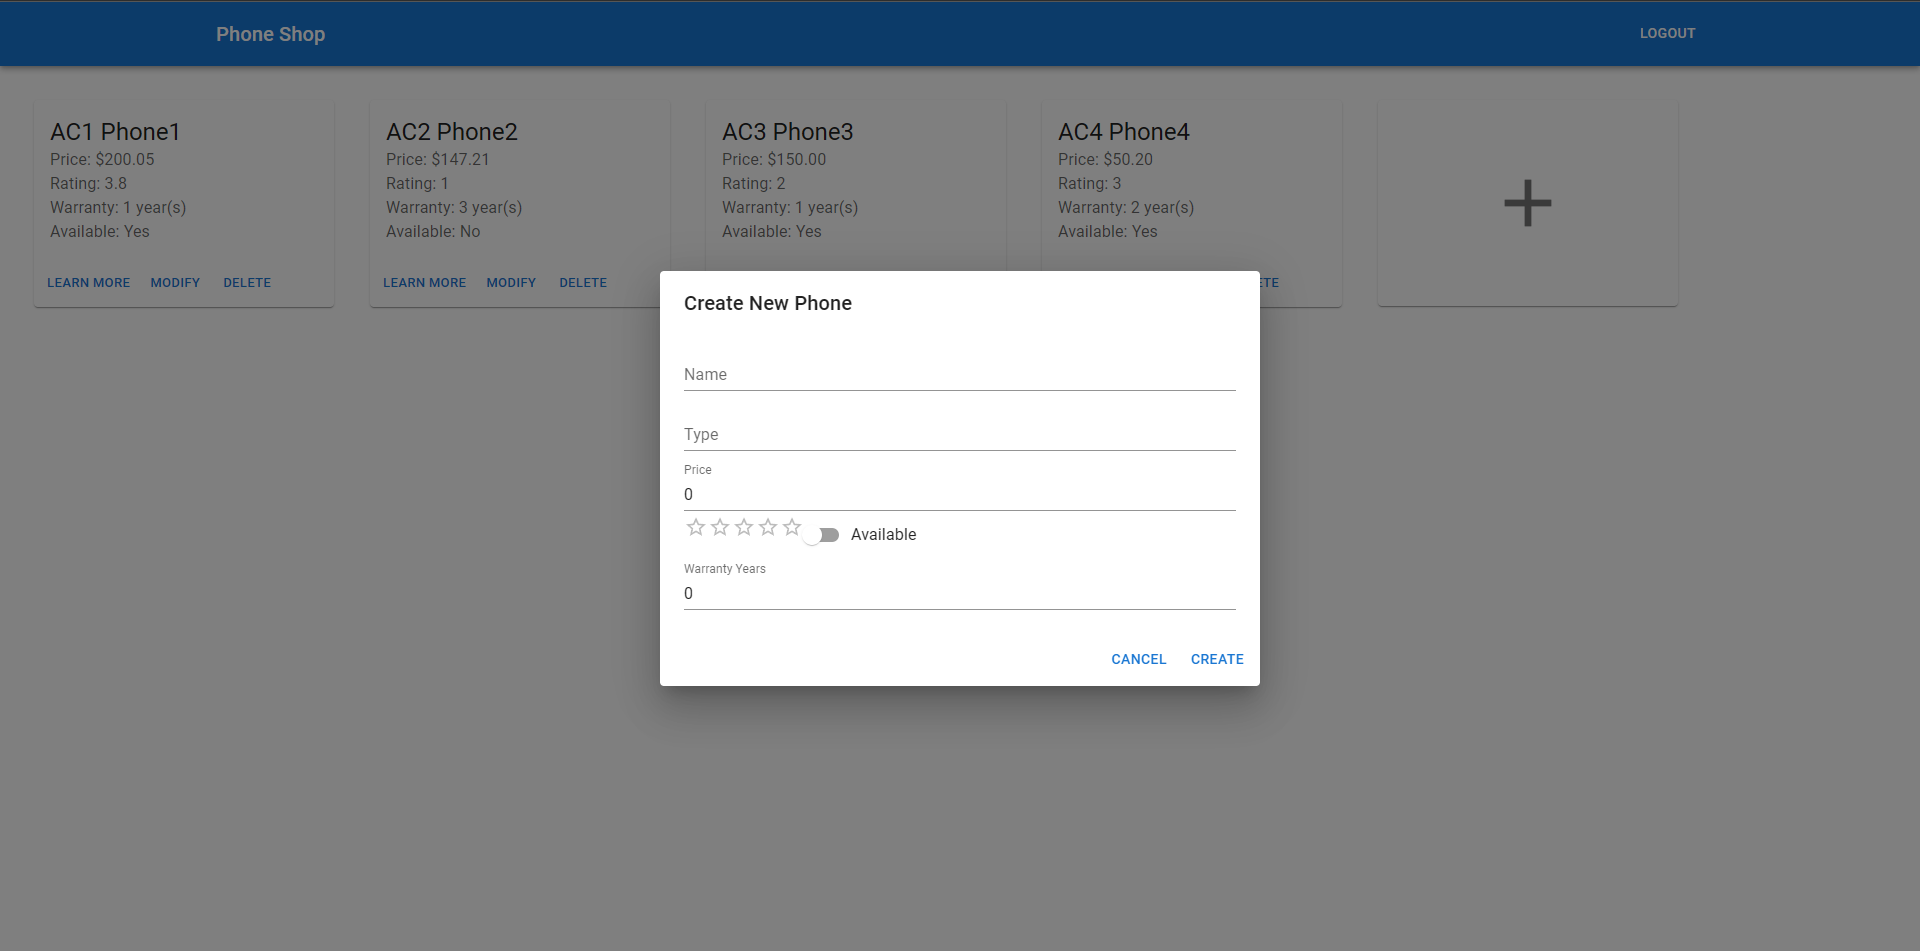 Phone Shop
LOGOUT
AC1 Phone1
Price: $200.05
Rating: 3.8
Warranty: 1 year(s)
Available: Yes
LEARN MORE MODIFY DELETE
AC2 Phone2
Price: $147.21
Rating: 1
Warranty: 3 year(s)
Available: No
LEARN MORE MODIFY DELETE
AC3 Phone3
Price: $150.00
Rating: 2
Warranty: 1 year(s)
Available: Yes
AC4 Phone4
Price: $50.20
Rating: 3
Warranty: 2 year(s)
Available: Yes
ETE
Create New Phone
Name
Type
Price
0
Available
Warranty Years
0
CANCEL CREATE